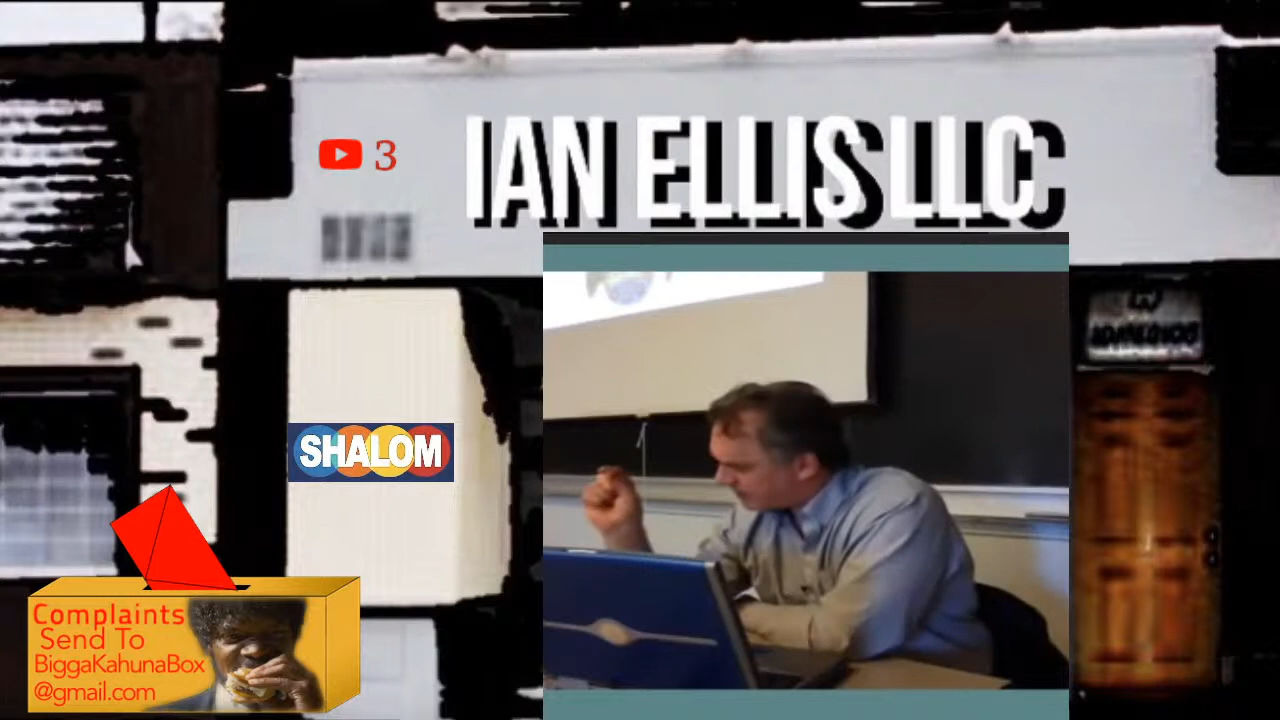 IAN ELLIS LLC
3
SHALOM
Complaints
Send To
BiggaKahunaBox
@gmail.com